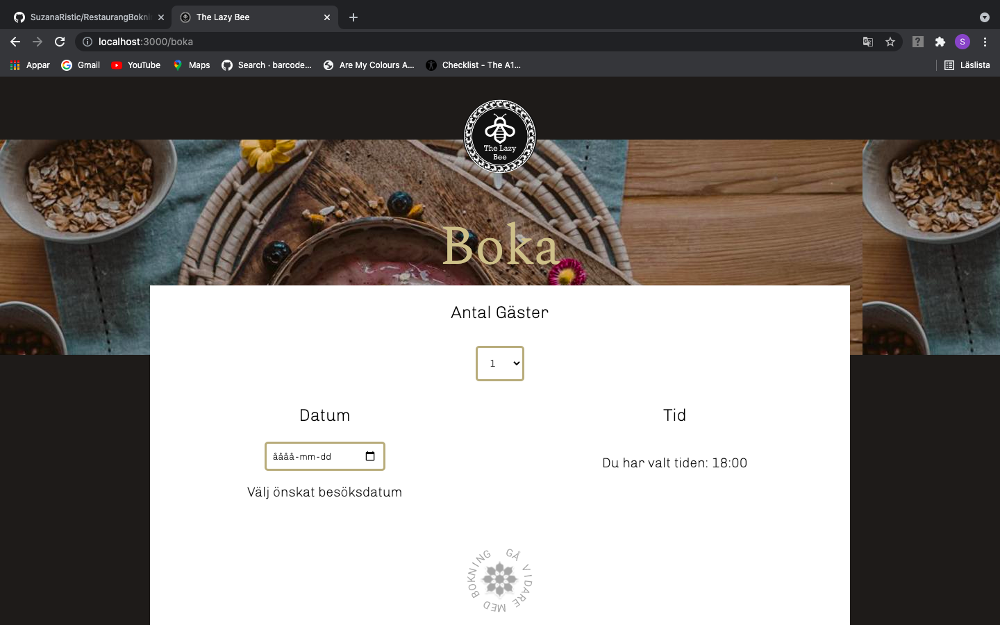 SuzanaRistic/RestaurangBokni
The Lazy Bee
localhost:3000/boka
S
Appar
Gmail
YouTube
Maps
Search · barcode...
Are My Colours A...
Checklist - The A1...
Läslista
The Lazy
Bee
Boka
Antal Gäster
1
Datum
Tid
åååå-mm-dd
Du har valt tiden: 18:00
Välj önskat besöksdatum
GÅ VIDARE MED BOKNING